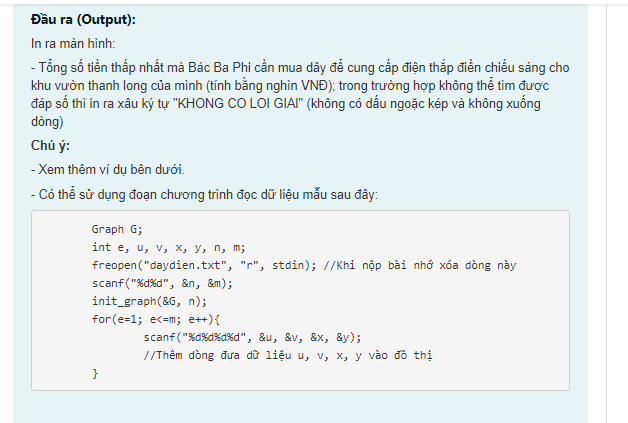 Đầu ra (Output):
In ra màn hình:
- Tổng số tiền thấp nhất mà Bác Ba Phi cần mua dây để cung cấp điện thắp điền chiếu sáng cho
khu vườn thanh long của mình (tính bằng nghìn VNĐ); trong trường hợp không thể tìm được
đáp số thì in ra xâu ký tự "KHONG CO LOI GIAI" (không có dấu ngoặc kép và không xuống
dòng)
Chú ý:
- Xem thêm ví dụ bên dưới.
- Có thể sử dụng đoạn chương trình đọc dữ liệu mẫu sau đây:
Graph G;
int e, u, v, x, y, n, m;
freopen("daydien.txt", "r", stdin); //Khi nộp bài nhớ xóa dòng này
scanf("%d%d", &n, &m);
init_graph(&G, n);
for(e=1; e<=m; e++){
scanf("%d%d%d%d", &u, &v, &x, &y);
//Thêm dòng đưa dữ liệu u, v, x, y vào đồ thị
}